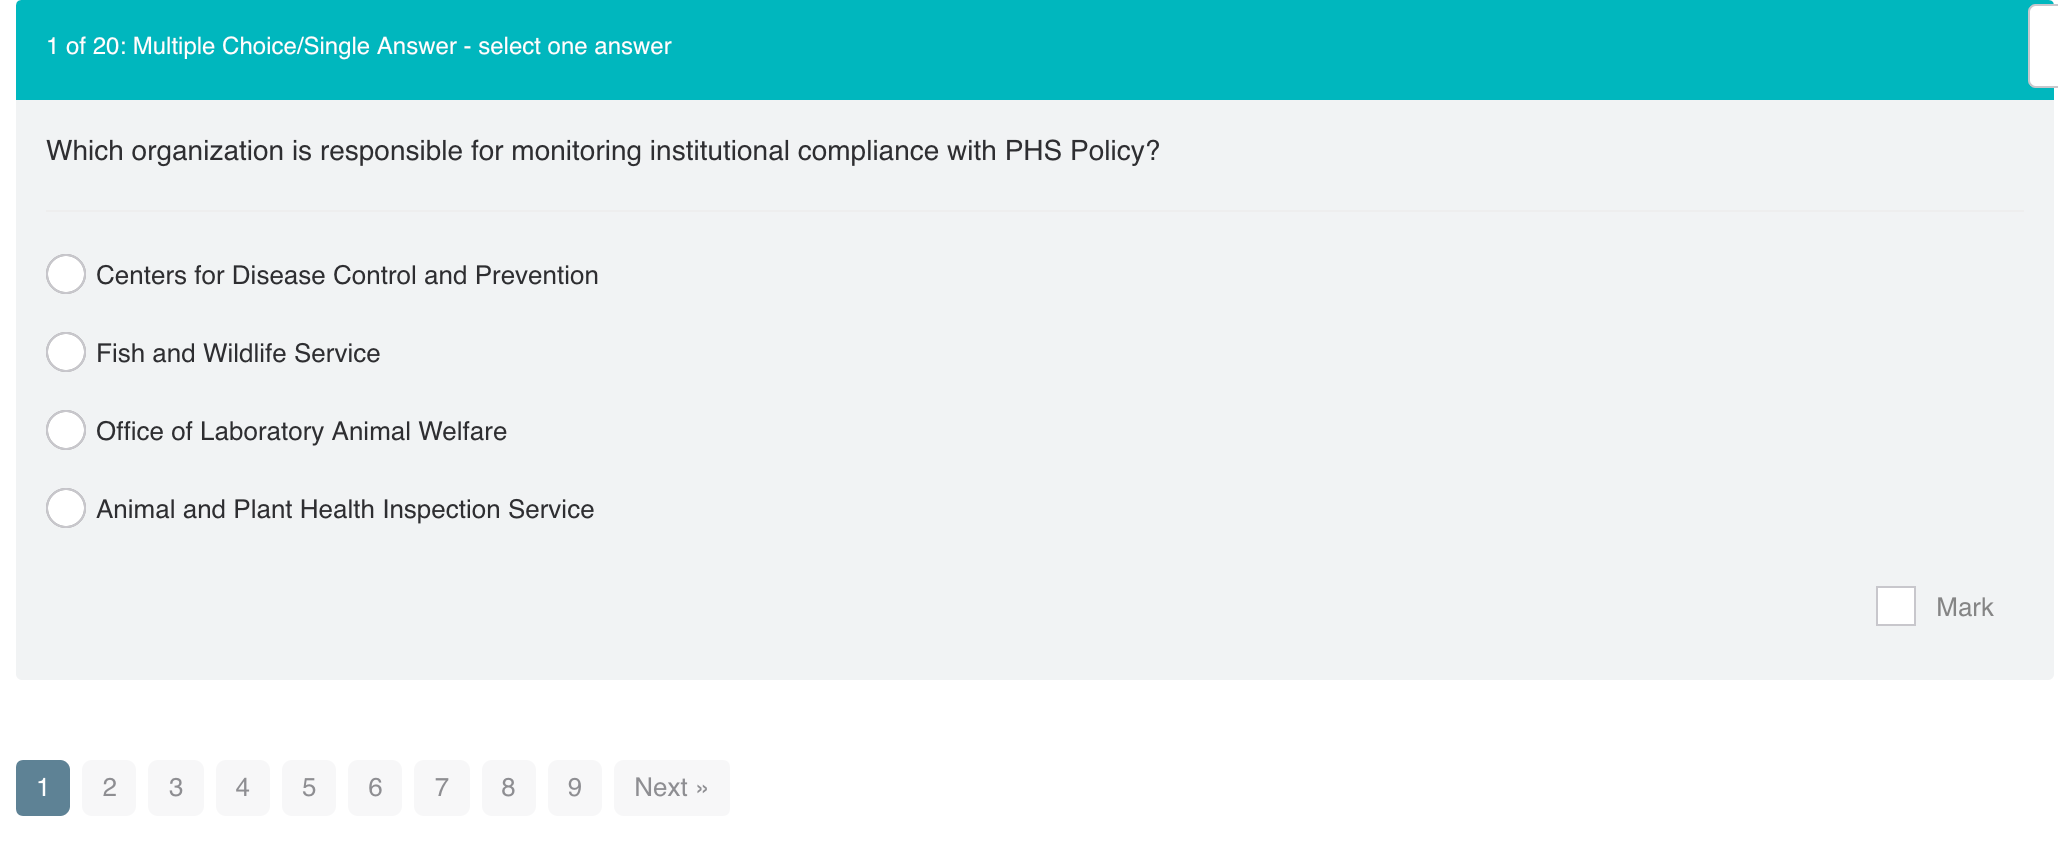 1 of 20: Multiple Choice/Single Answer - select one answer
Which organization is responsible for monitoring institutional compliance with PHS Policy?
Centers for Disease Control and Prevention
Fish and Wildlife Service
Office of Laboratory Animal Welfare
Animal and Plant Health Inspection Service
Mark
1 2 3 4 5 6 7 8 9 Next »